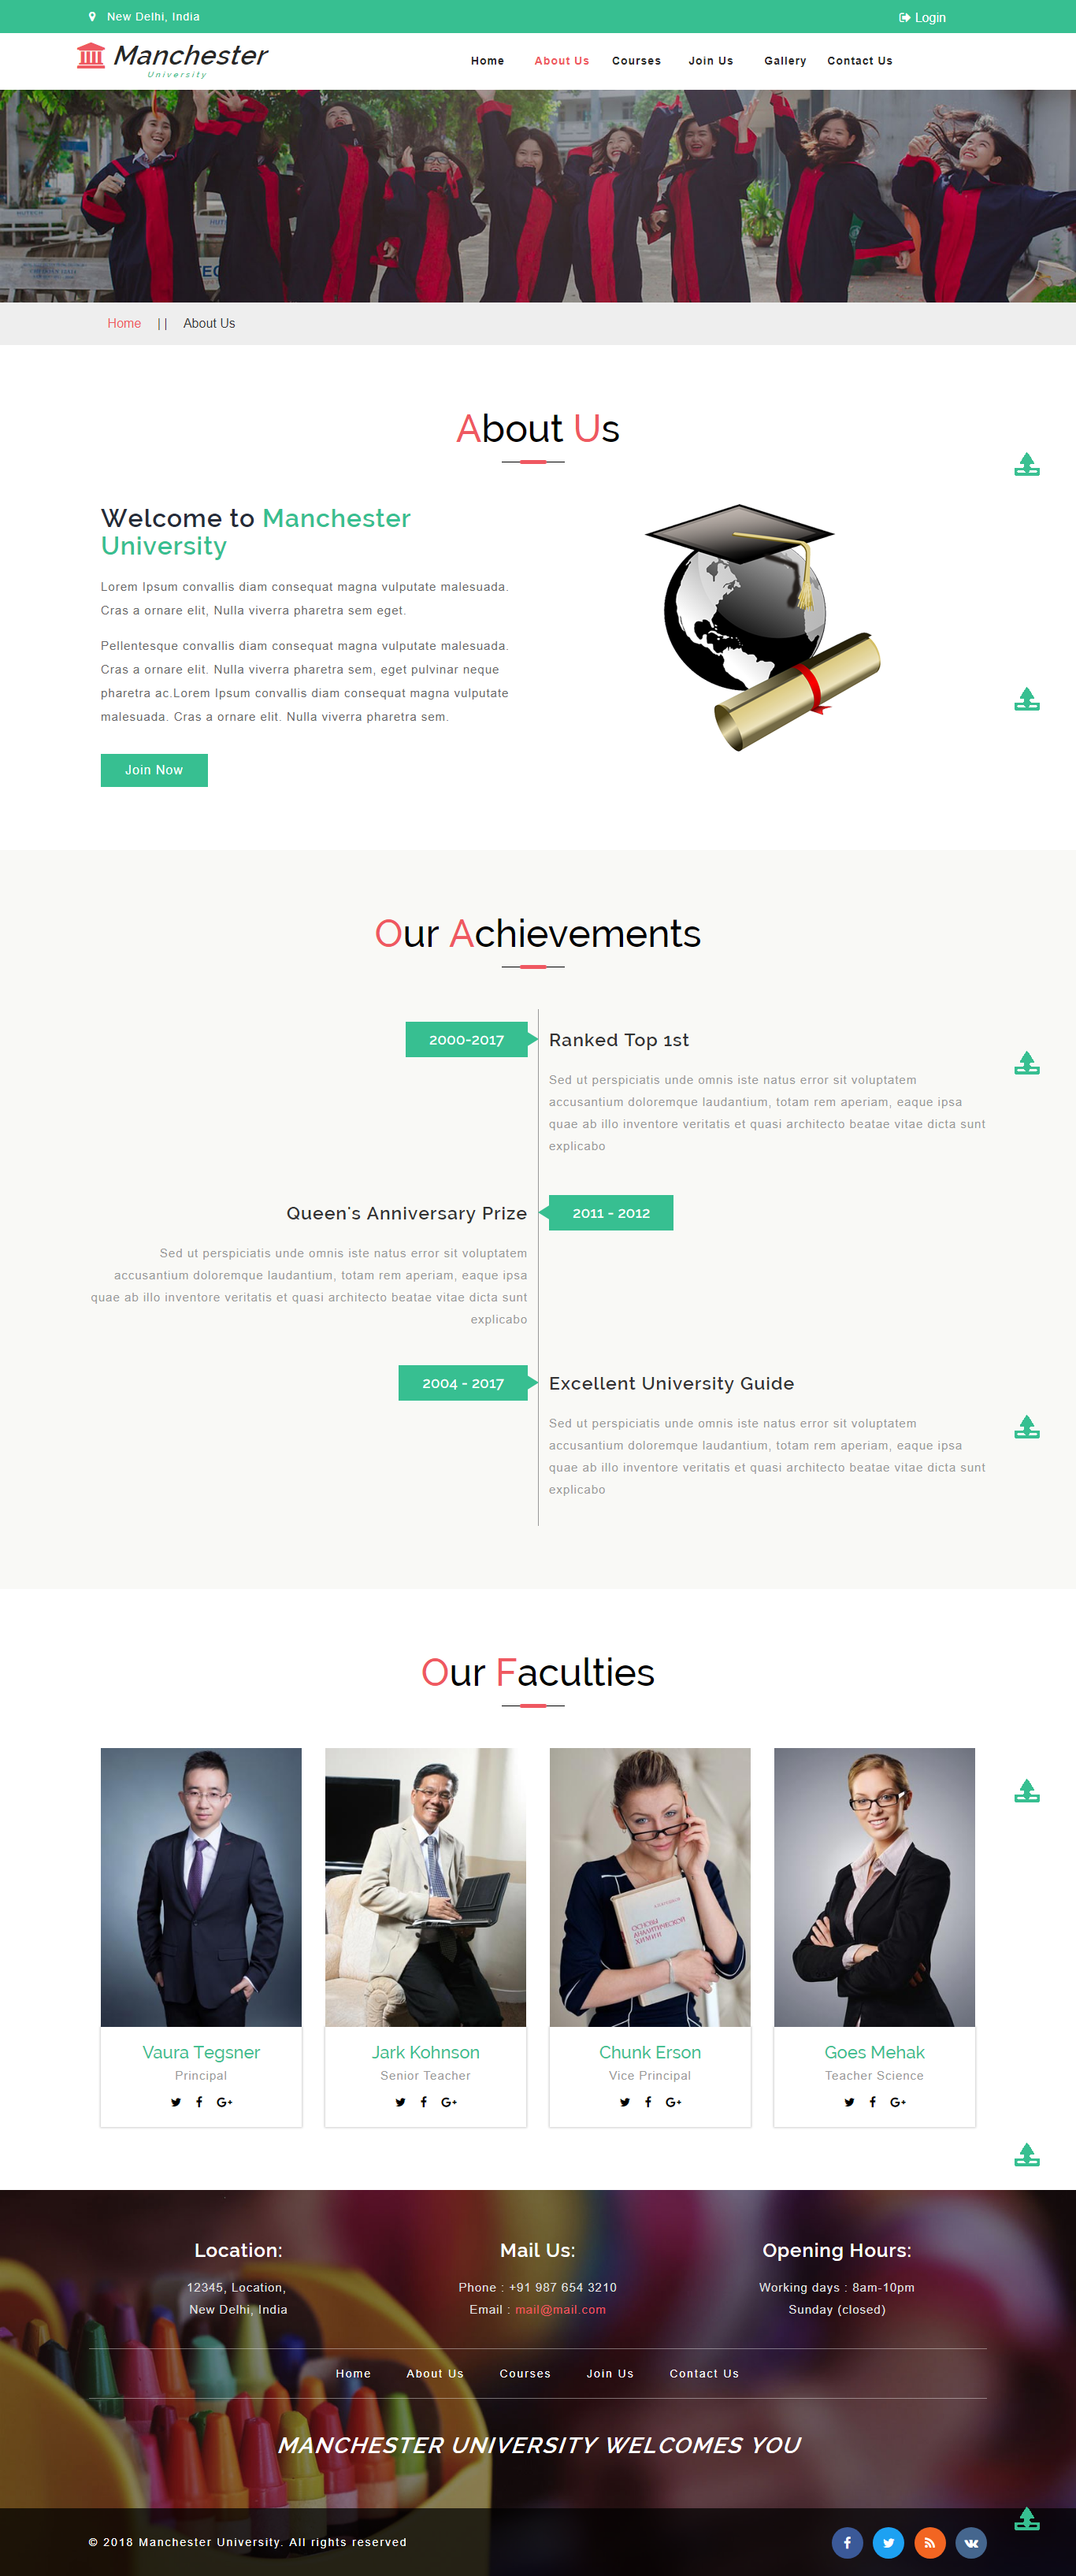 New Delhi, India
Login
Manchester
University
Home About Us Courses Join Us Gallery Contact Us
Home || About Us
About Us
Welcome to Manchester
University
Lorem Ipsum convallis diam consequat magna vulputate malesuada.
Cras a ornare elit, Nulla viverra pharetra sem eget.
Pellentesque convallis diam consequat magna vulputate malesuada.
Cras a ornare elit. Nulla viverra pharetra sem, eget pulvinar neque
pharetra ac.Lorem Ipsum convallis diam consequat magna vulputate
malesuada. Cras a ornare elit. Nulla viverra pharetra sem.
Join Now
Our Achievements
2000-2017
Ranked Top 1st
Sed ut perspiciatis unde omnis iste natus error sit voluptatem
accusantium doloremque laudantium, totam rem aperiam, eaque ipsa
quae ab illo inventore veritatis et quasi architecto beatae vitae dicta sunt
explicabo
Queen's Anniversary Prize
2011 - 2012
Sed ut perspiciatis unde omnis iste natus error sit voluptatem
accusantium doloremque laudantium, totam rem aperiam, eaque ipsa
quae ab illo inventore veritatis et quasi architecto beatae vitae dicta sunt
explicabo
2004 - 2017
Excellent University Guide
Sed ut perspiciatis unde omnis iste natus error sit voluptatem
accusantium doloremque laudantium, totam rem aperiam, eaque ipsa
quae ab illo inventore veritatis et quasi architecto beatae vitae dicta sunt
explicabo
Our Faculties
ОСНОВЫ
АНАЛИТИЧЕСКОЙ
ХИМИИ
Vaura Tegsner
Principal
Jark Kohnson
Senior Teacher
Chunk Erson
Vice Principal
Goes Mehak
Teacher Science
Location:
12345, Location,
New Delhi, India
Mail Us:
Phone : +91 987 654 3210
Email : mail@mail.com
Opening Hours:
Working days : 8am-10pm
Sunday (closed)
Home About Us Courses Join Us Contact Us
MANCHESTER UNIVERSITY WELCOMES YOU
© 2018 Manchester University. All rights reserved